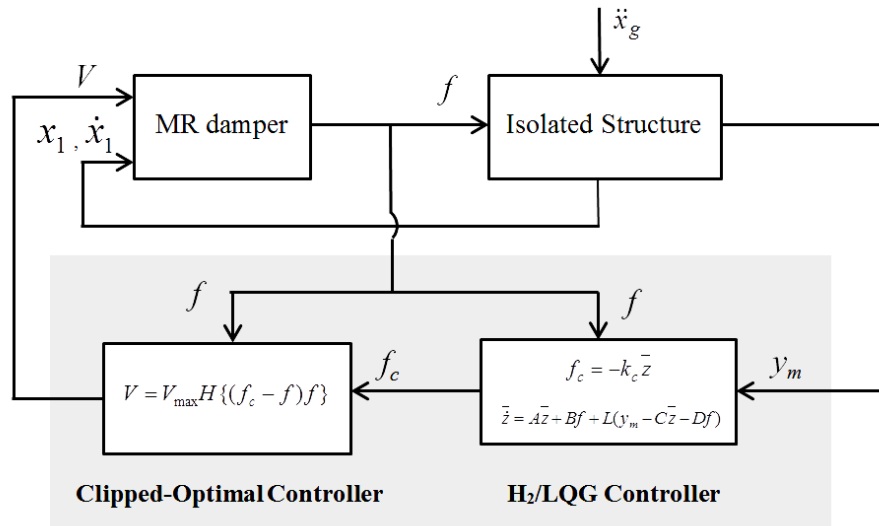 ẍ_g
V
f
MR damper
Isolated Structure
x_1 , ẋ_1
f
f
f_c = −k_c z̄
V = V_max H{(f_c − f)f}
f_c
y_m
z̄̇ = Az̄ + Bf + L(y_m − Cz̄ − Df)
Clipped-Optimal Controller
H₂/LQG Controller